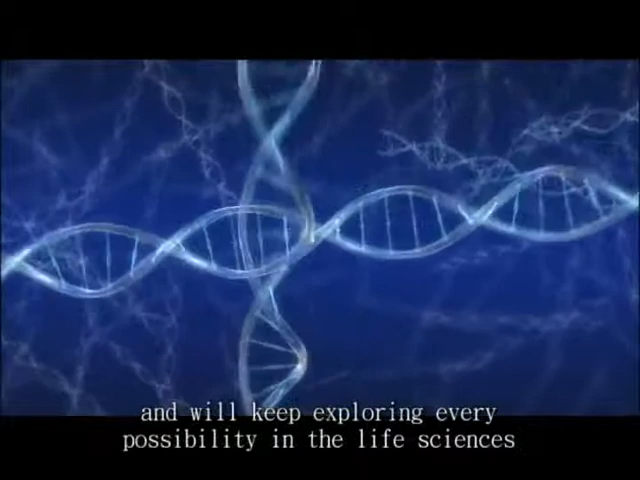 and will keep exploring every
possibility in the life sciences